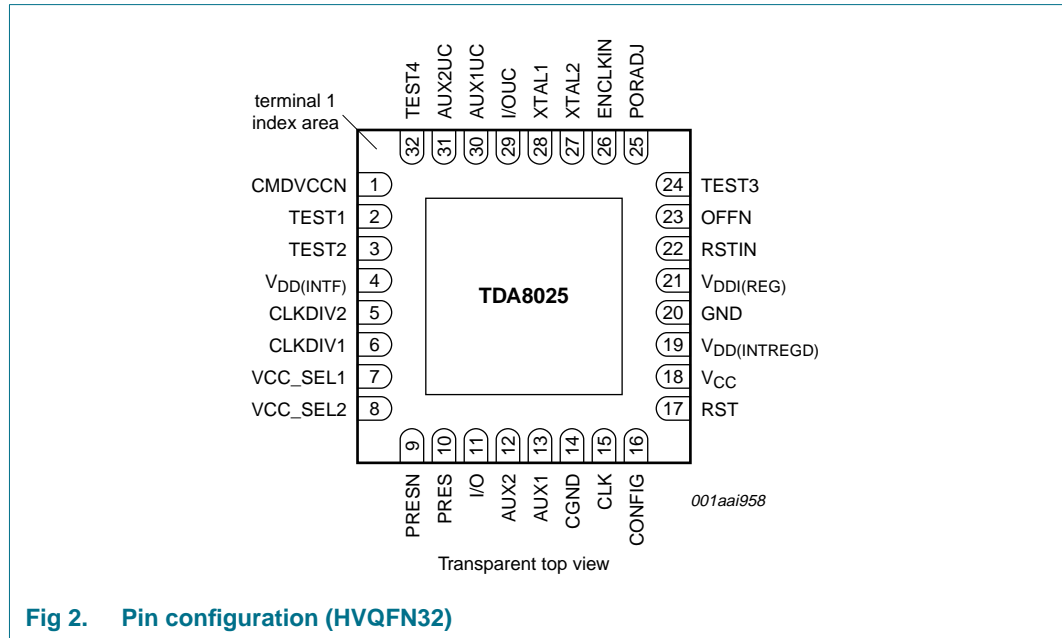 TEST4
AUX2UC
AUX1UC
I/OUC
XTAL1
XTAL2
ENCLKIN
PORADJ
terminal 1
index area
32
31
30
29
28
27
26
25
CMDVCCN 1
TEST1 2
TEST2 3
VDD(INTF) 4
CLKDIV2 5
CLKDIV1 6
VCC_SEL1 7
VCC_SEL2 8
TDA8025
24 TEST3
23 OFFN
22 RSTIN
21 VDDI(REG)
20 GND
19 VDD(INTREGD)
18 VCC
17 RST
9
10
11
12
13
14
15
16
PRESN
PRES
I/O
AUX2
AUX1
CGND
CLK
CONFIG
001aai958
Transparent top view
Fig 2. Pin configuration (HVQFN32)